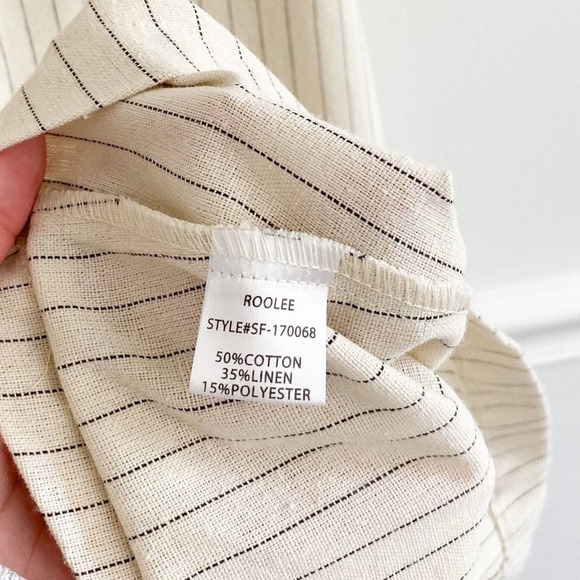 ROOLEE
STYLE#SF-170068
50%COTTON
35%LINEN
15%POLYESTER